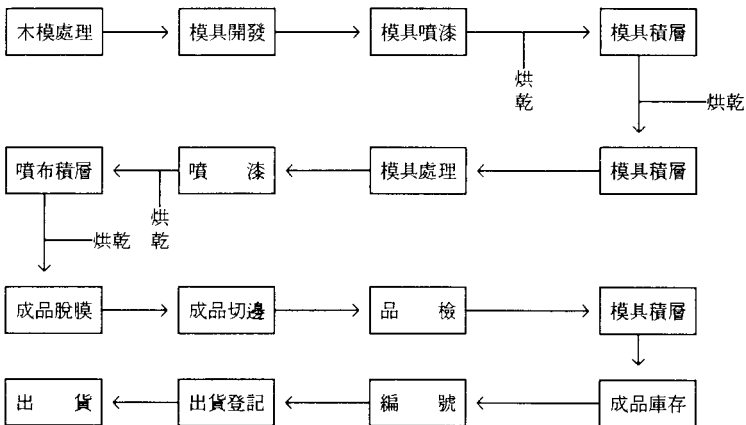 木模處理
模具開發
模具噴漆
烘乾
模具積層
烘乾
模具積層
模具處理
噴漆
烘乾
噴布積層
烘乾
成品脫膜
成品切邊
品檢
模具積層
成品庫存
編號
出貨登記
出貨